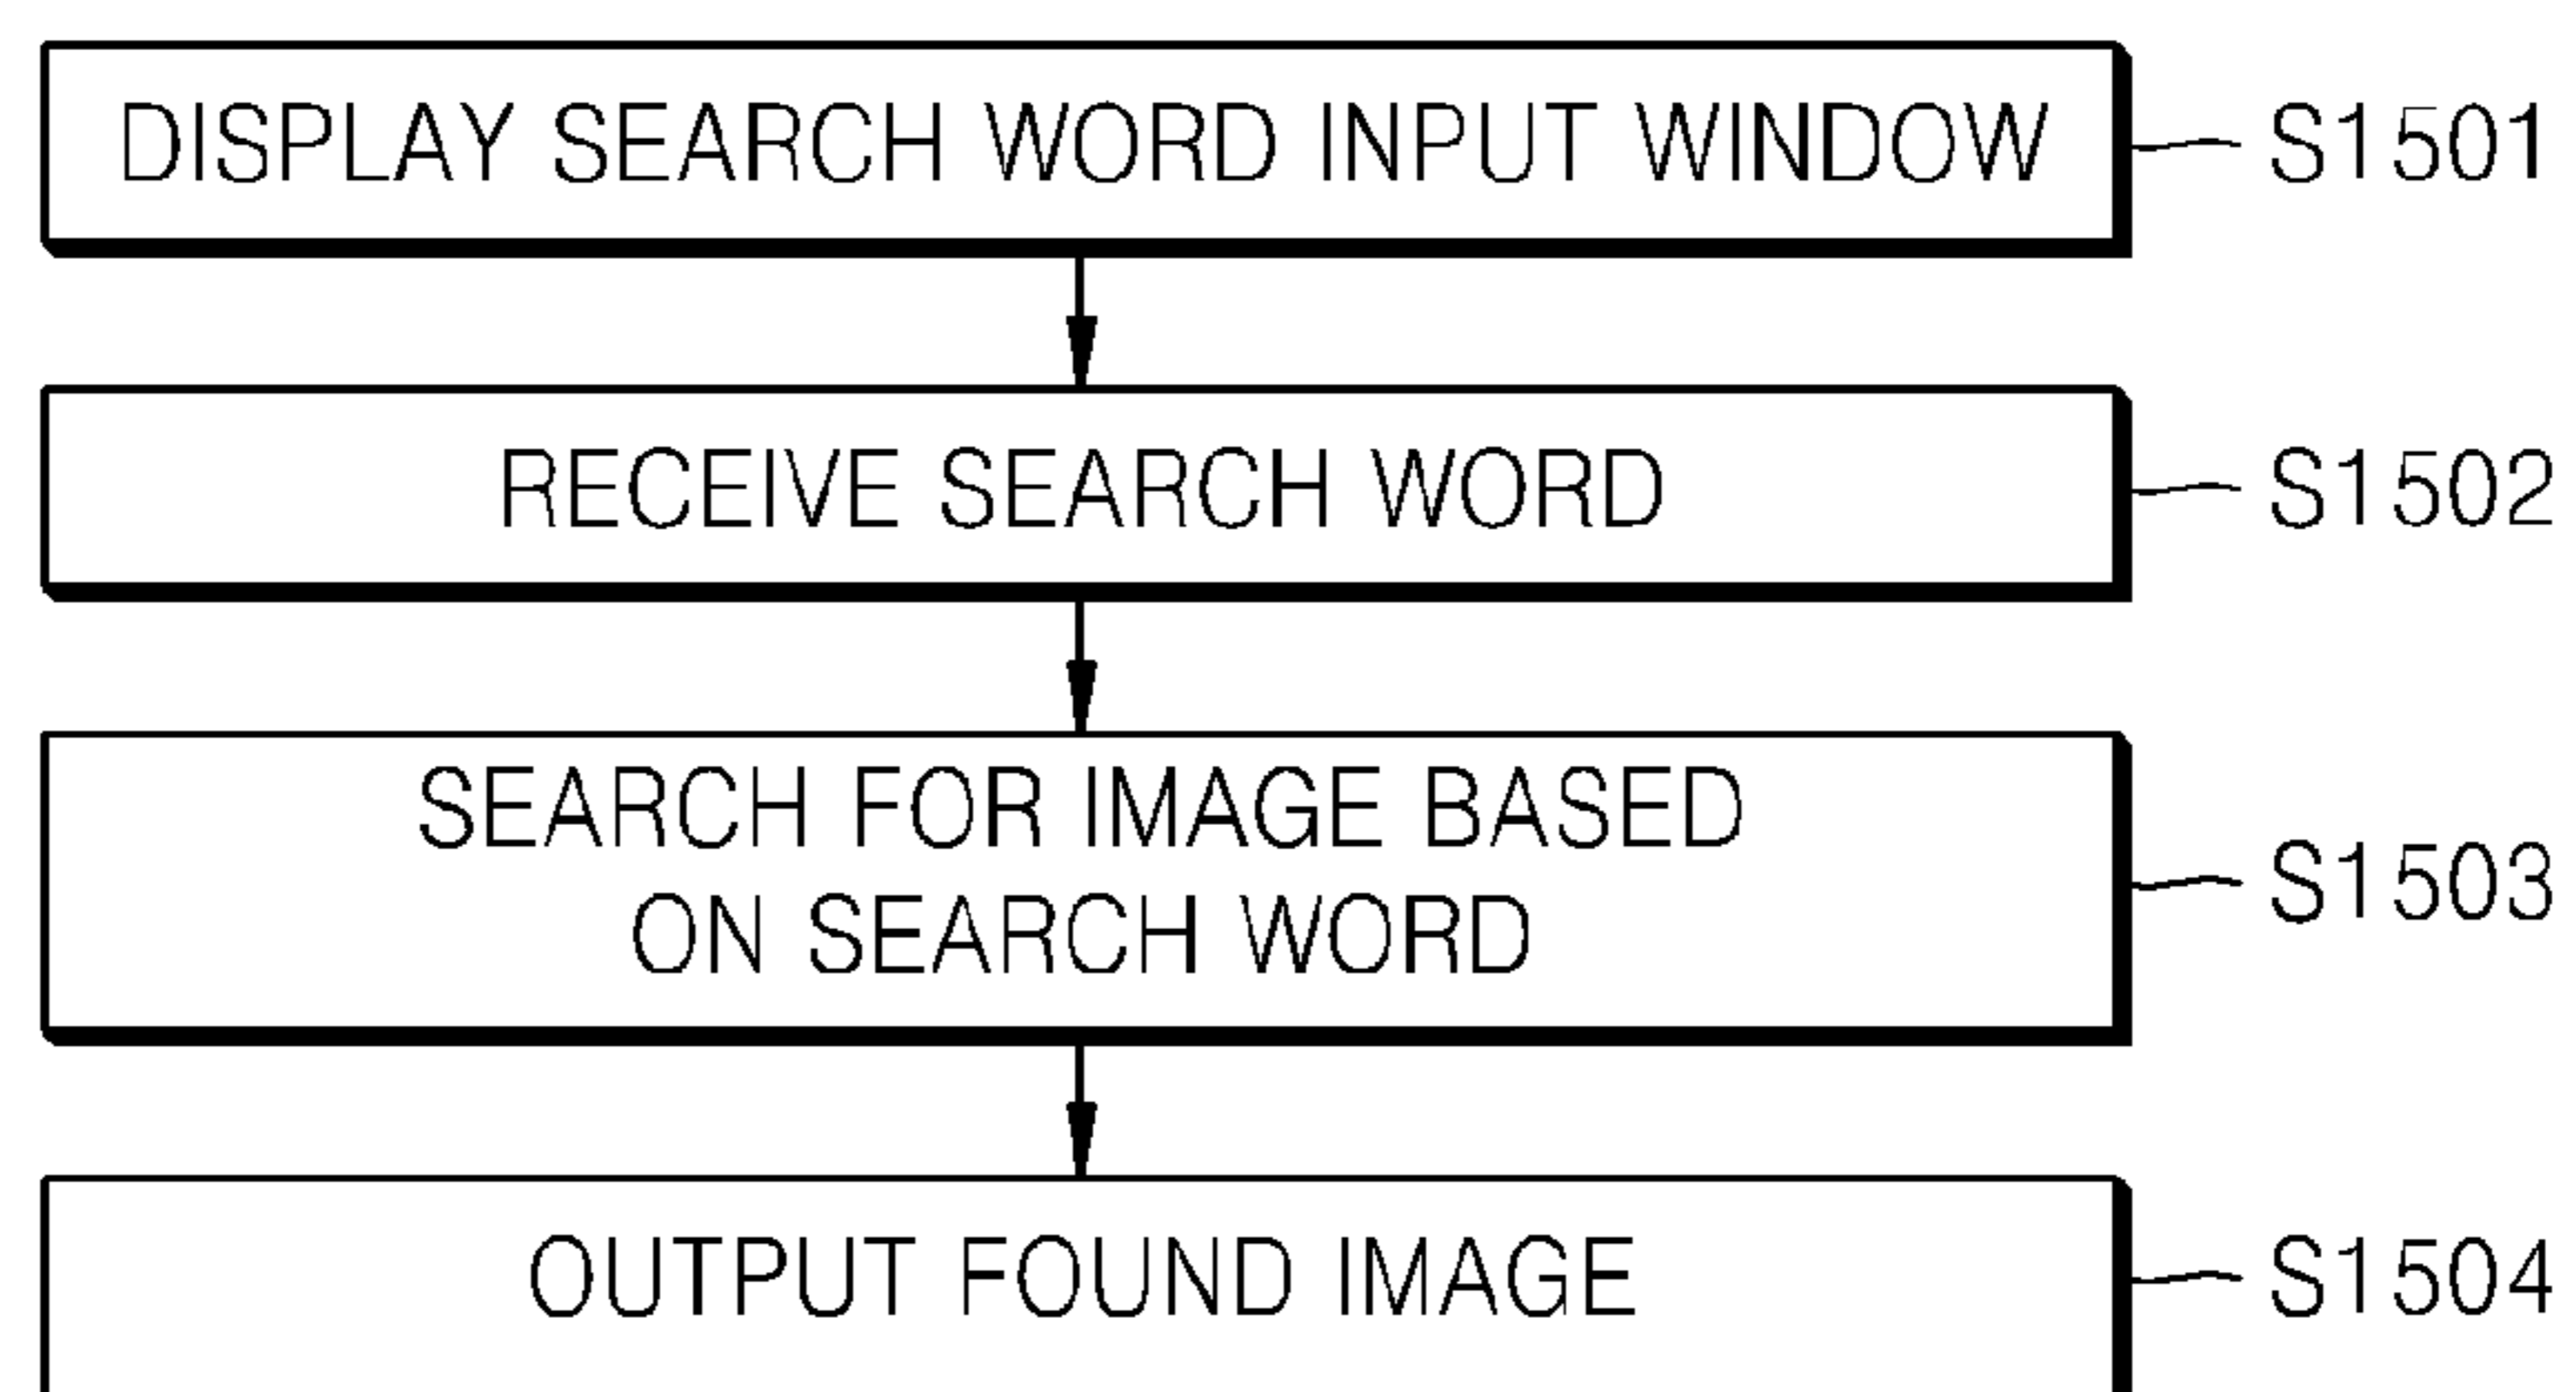 DISPLAY SEARCH WORD INPUT WINDOW S1501
RECEIVE SEARCH WORD S1502
SEARCH FOR IMAGE BASED
ON SEARCH WORD S1503
OUTPUT FOUND IMAGE S1504